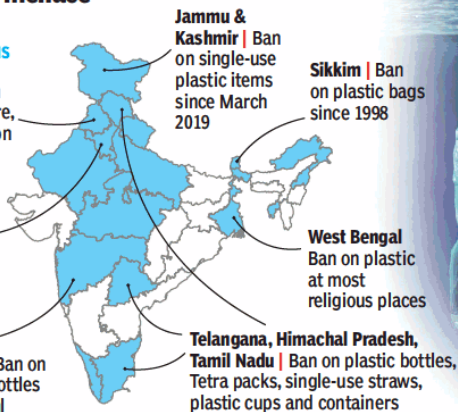 Jammu &
Kashmir | Ban
on single-use
plastic items
since March
2019
Sikkim | Ban
on plastic bags
since 1998
West Bengal
Ban on plastic
at most
religious places
Telangana, Himachal Pradesh,
Tamil Nadu | Ban on plastic bottles,
Tetra packs, single-use straws,
plastic cups and containers
Ban on